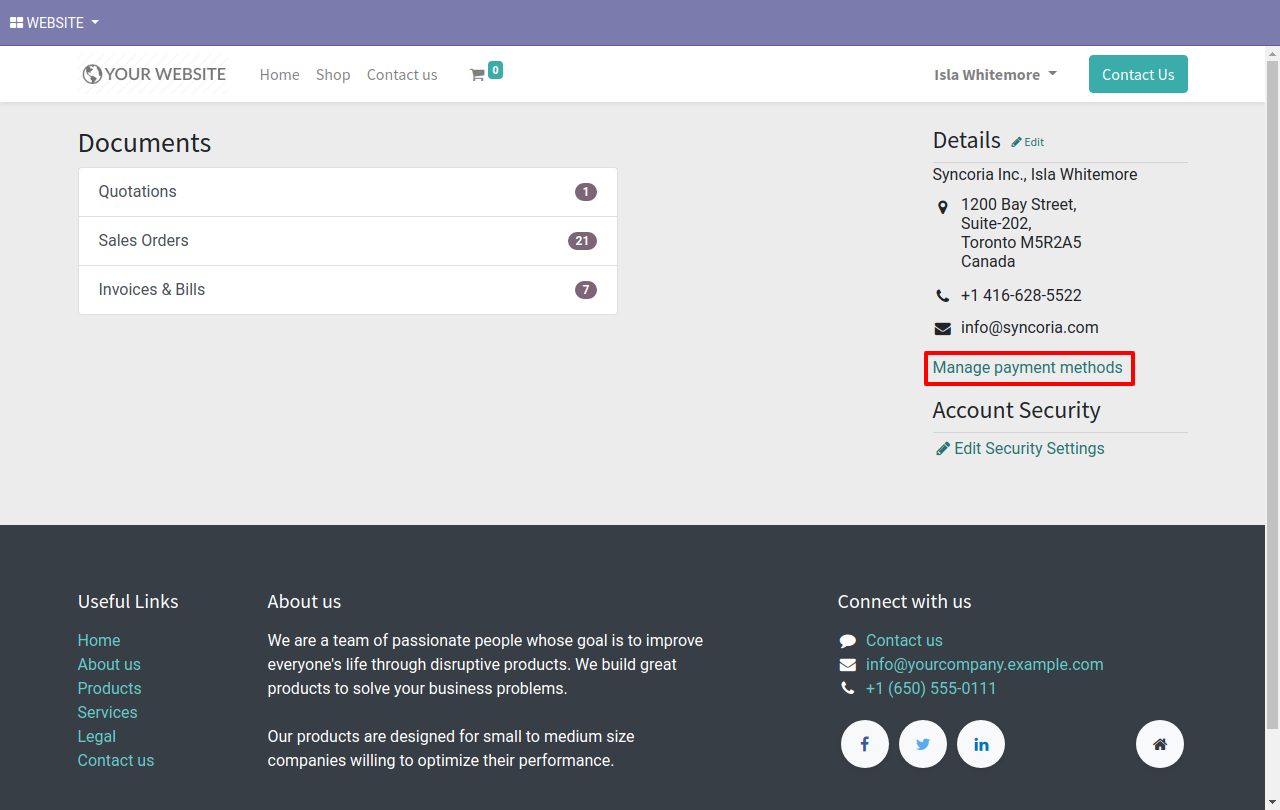 WEBSITE
YOUR WEBSITE Home Shop Contact us 0 Isla Whitemore Contact Us
Documents
Quotations 1
Sales Orders 21
Invoices & Bills 7
Details Edit
Syncoria Inc., Isla Whitemore
1200 Bay Street,
Suite-202,
Toronto M5R2A5
Canada
+1 416-628-5522
info@syncoria.com
Manage payment methods
Account Security
Edit Security Settings
Useful Links
Home
About us
Products
Services
Legal
Contact us
About us
We are a team of passionate people whose goal is to improve
everyone's life through disruptive products. We build great
products to solve your business problems.
Our products are designed for small to medium size
companies willing to optimize their performance.
Connect with us
Contact us
info@yourcompany.example.com
+1 (650) 555-0111